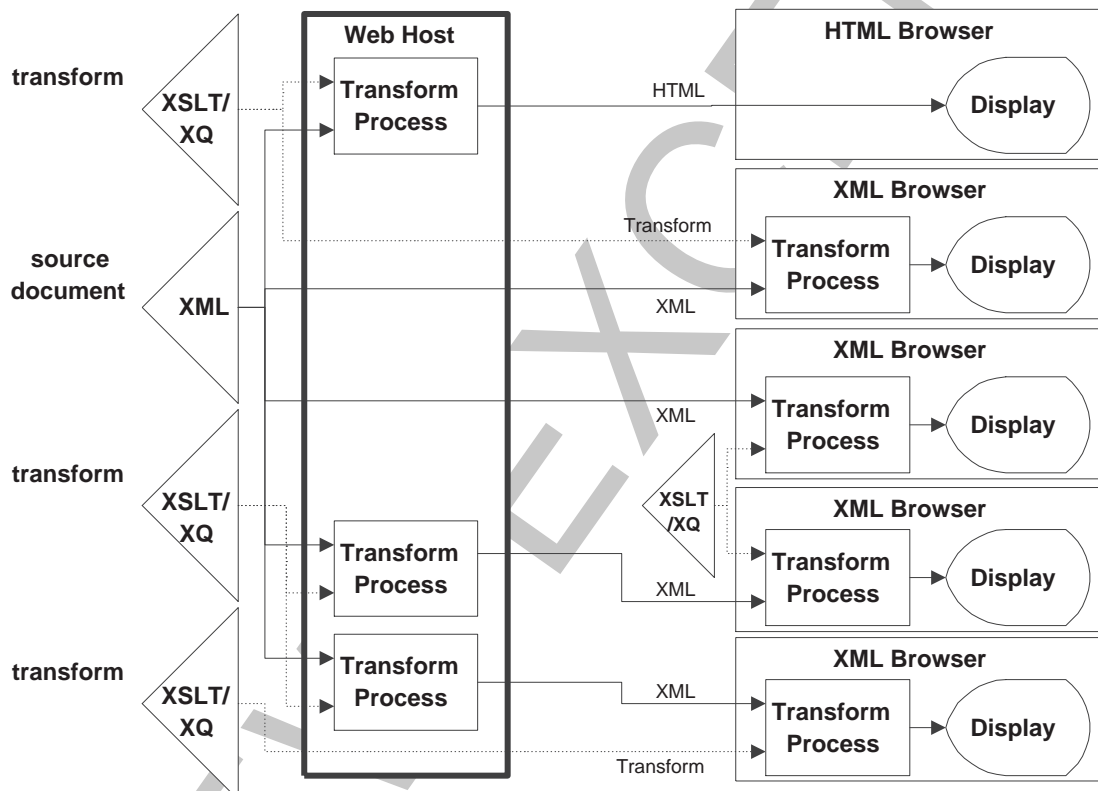 transform
XSLT/
XQ
source
document
XML
transform
XSLT/
XQ
transform
XSLT/
XQ
Web Host
Transform
Process
Transform
Process
Transform
Process
HTML
Transform
XML
XML
XSLT
/XQ
XML
XML
Transform
HTML Browser
Display
XML Browser
Transform
Process
Display
XML Browser
Transform
Process
Display
XML Browser
Transform
Process
Display
XML Browser
Transform
Process
Display